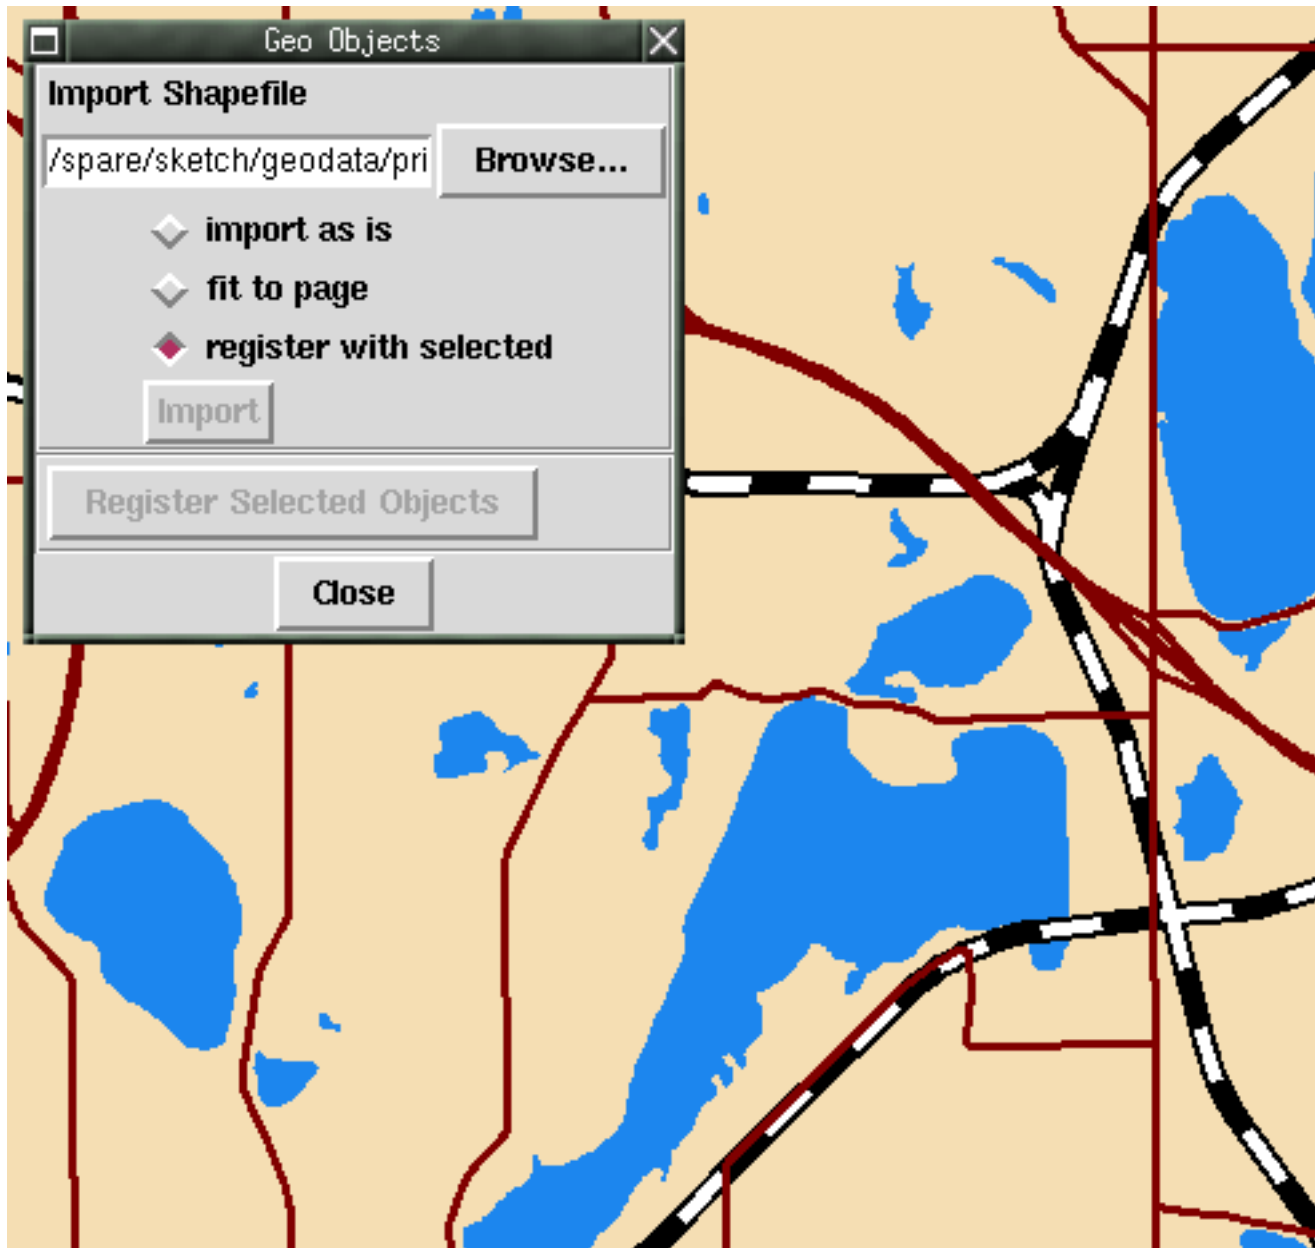 Geo Objects
Import Shapefile
/spare/sketch/geodata/pri
Browse...
import as is
fit to page
register with selected
Import
Register Selected Objects
Close